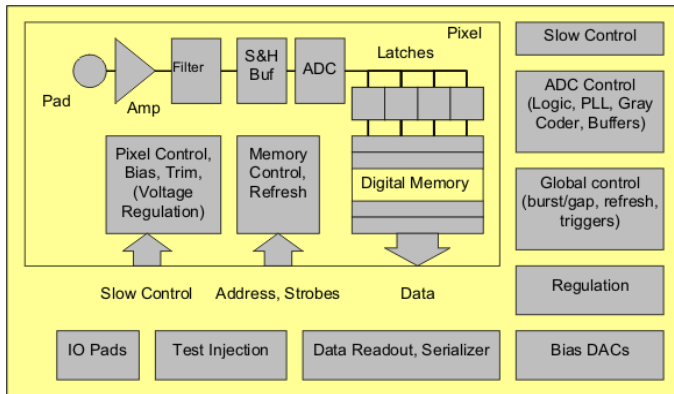 Pixel
Slow Control
Pad
Amp
Filter
S&H
Buf
ADC
Latches
ADC Control
(Logic, PLL, Gray
Coder, Buffers)
Pixel Control,
Bias, Trim,
(Voltage
Regulation)
Memory
Control,
Refresh
Digital Memory
Global control
(burst/gap, refresh,
triggers)
Slow Control
Address, Strobes
Data
Regulation
IO Pads
Test Injection
Data Readout, Serializer
Bias DACs